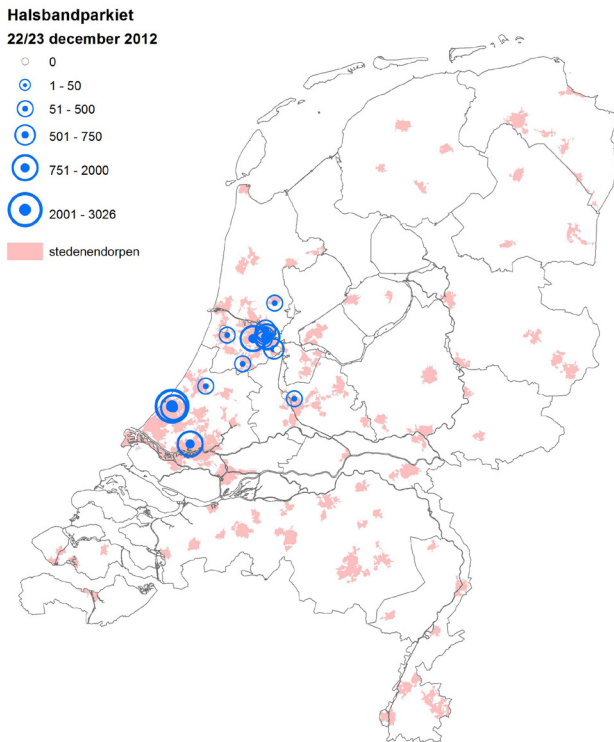 Halsbandparkiet
22/23 december 2012
0
1 - 50
51 - 500
501 - 750
751 - 2000
2001 - 3026
stedenendorpen